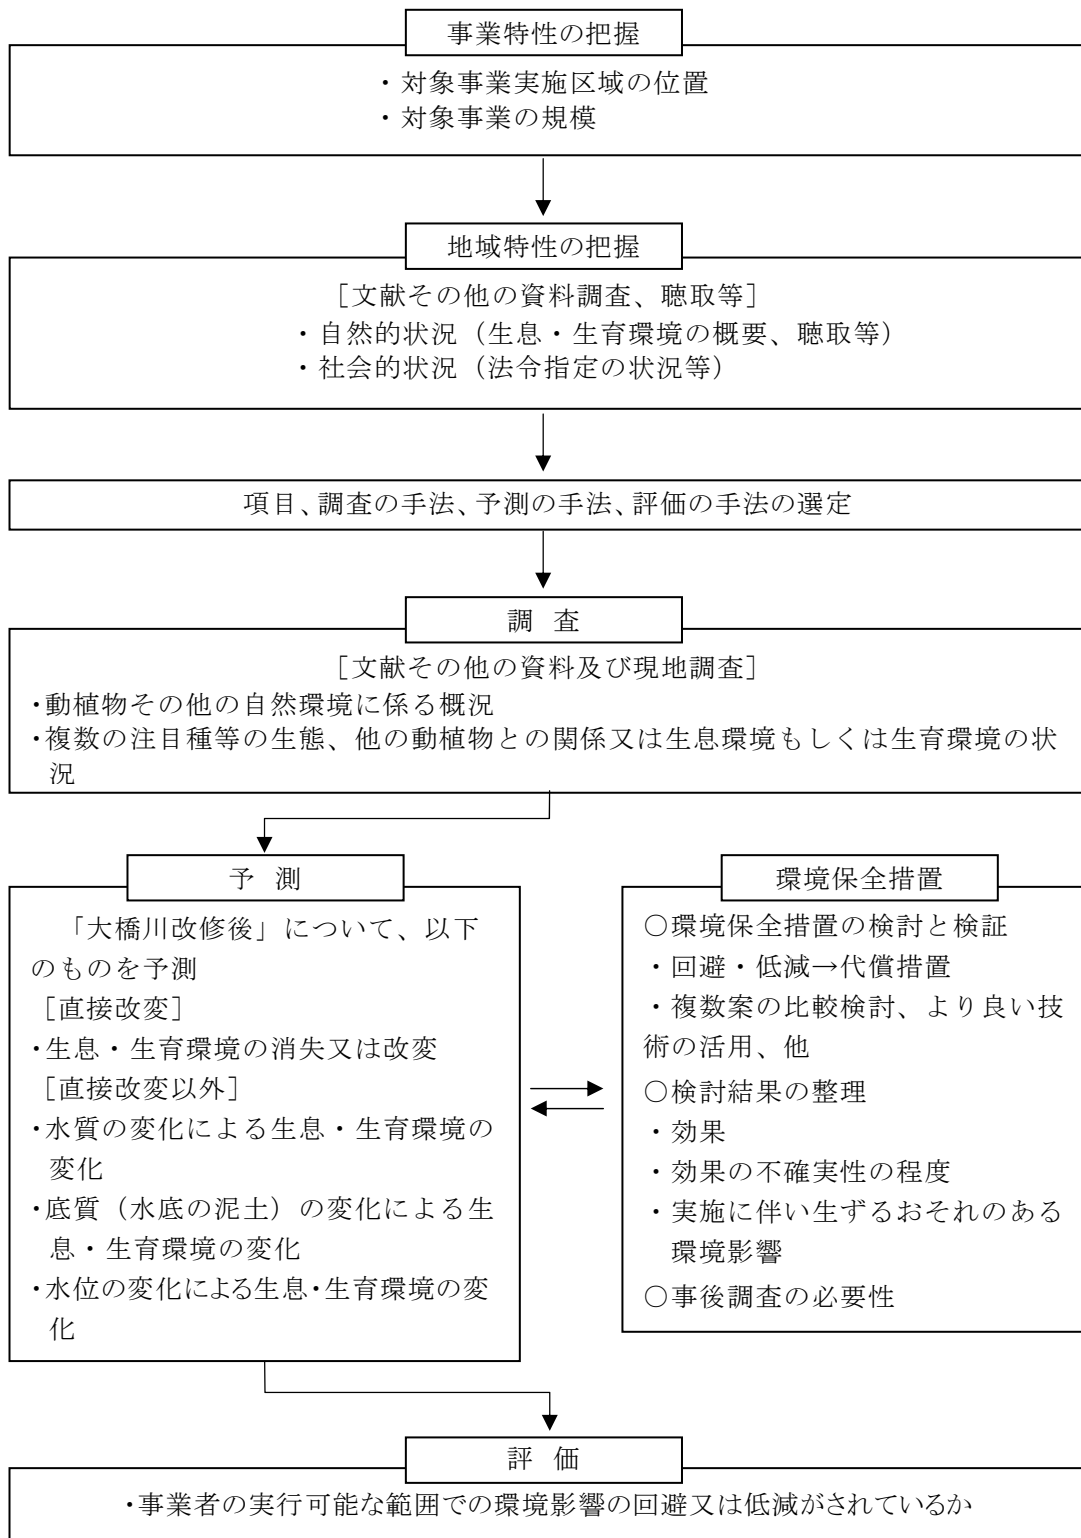 事業特性の把握
・対象事業実施区域の位置
・対象事業の規模
地域特性の把握
［文献その他の資料調査、聴取等］
・自然的状況（生息・生育環境の概要、聴取等）
・社会的状況（法令指定の状況等）
項目、調査の手法、予測の手法、評価の手法の選定
調 査
［文献その他の資料及び現地調査］
・動植物その他の自然環境に係る概況
・複数の注目種等の生態、他の動植物との関係又は生息環境もしくは生育環境の状
況
予 測
「大橋川改修後」について、以下
のものを予測
［直接改変］
・生息・生育環境の消失又は改変
［直接改変以外］
・水質の変化による生息・生育環境の
変化
・底質（水底の泥土）の変化による生
息・生育環境の変化
・水位の変化による生息・生育環境の変
化
環境保全措置
○環境保全措置の検討と検証
・回避・低減→代償措置
・複数案の比較検討、より良い技
術の活用、他
○検討結果の整理
・効果
・効果の不確実性の程度
・実施に伴い生ずるおそれのある
環境影響
○事後調査の必要性
評 価
・事業者の実行可能な範囲での環境影響の回避又は低減がされているか